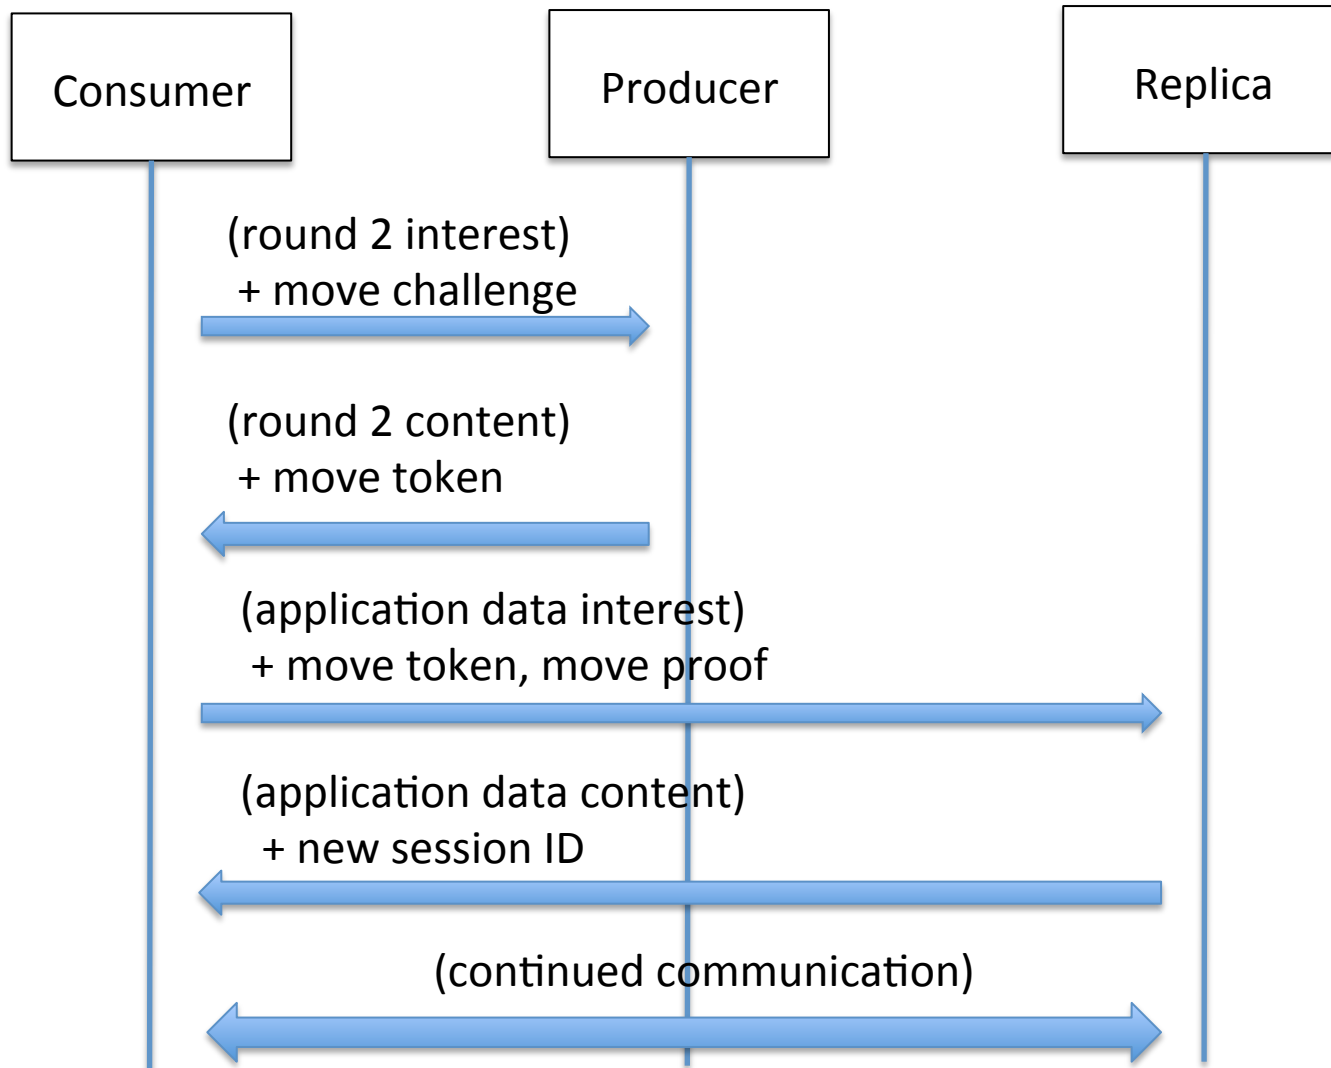 Consumer
Producer
Replica
(round 2 interest)
+ move challenge
(round 2 content)
+ move token
(application data interest)
+ move token, move proof
(application data content)
+ new session ID
(continued communication)